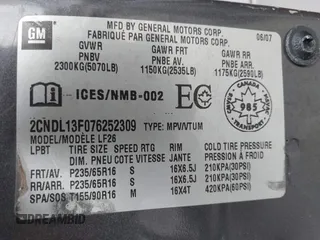 GM
MFD BY GENERAL MOTORS CORP.
FABRIQUÉ PAR GENERAL MOTORS CORP.
06/07
GVWR GAWR FRT GAWR RR
PNBV PNBE AV. PNBE ARR.
2300KG(5070LB) 1150KG(2535LB) 1175KG(2590LB)
ICES/NMB-002
EC
CANADA
985
TRANSPORT
2CNDL13F076252309 TYPE: MPV/VTUM
MODEL/MODÈLE LF26
LPBT TIRE SIZE SPEED RTG RIM COLD TIRE PRESSURE
DIM. PNEU COTE VITESSE JANTE PRESSION A FROID
FRT/AV. P235/65R16 S 16X6.5J 210KPA(30PSI)
RR/ARR. P235/65R16 S 16X6.5J 210KPA(30PSI)
SPA/SOS T155/90R16 M 16X4T 420KPA(60PSI)
DREAMBID